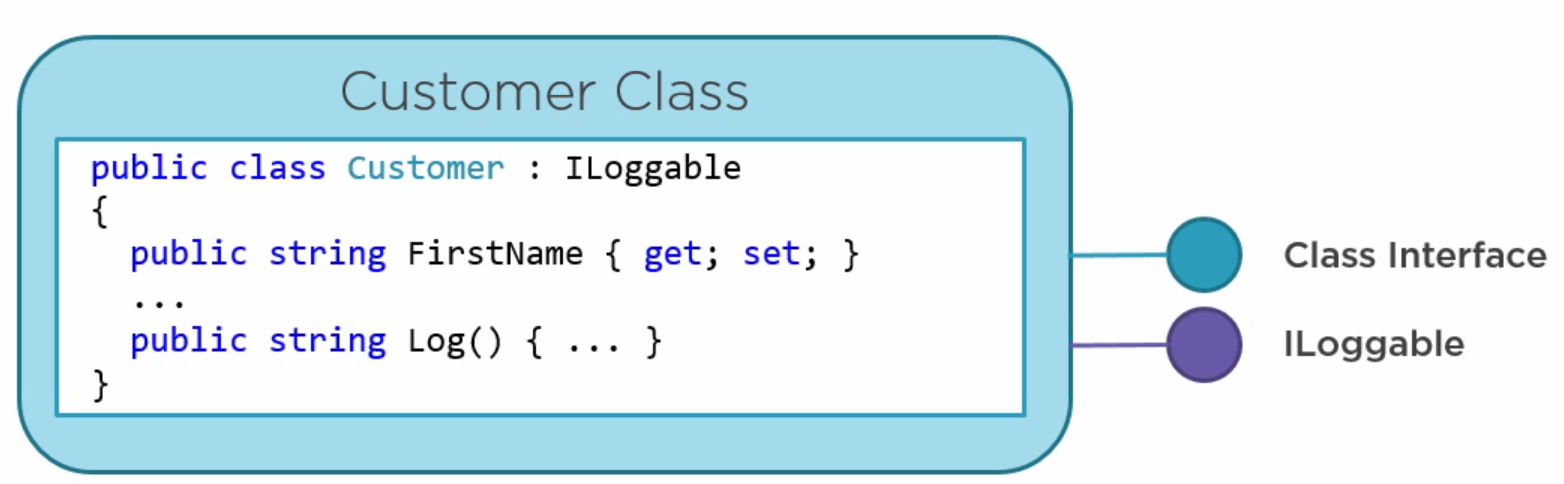 Customer Class
public class Customer : ILoggable
{
public string FirstName { get; set; }
...
public string Log() { ... }
}
Class Interface
ILoggable